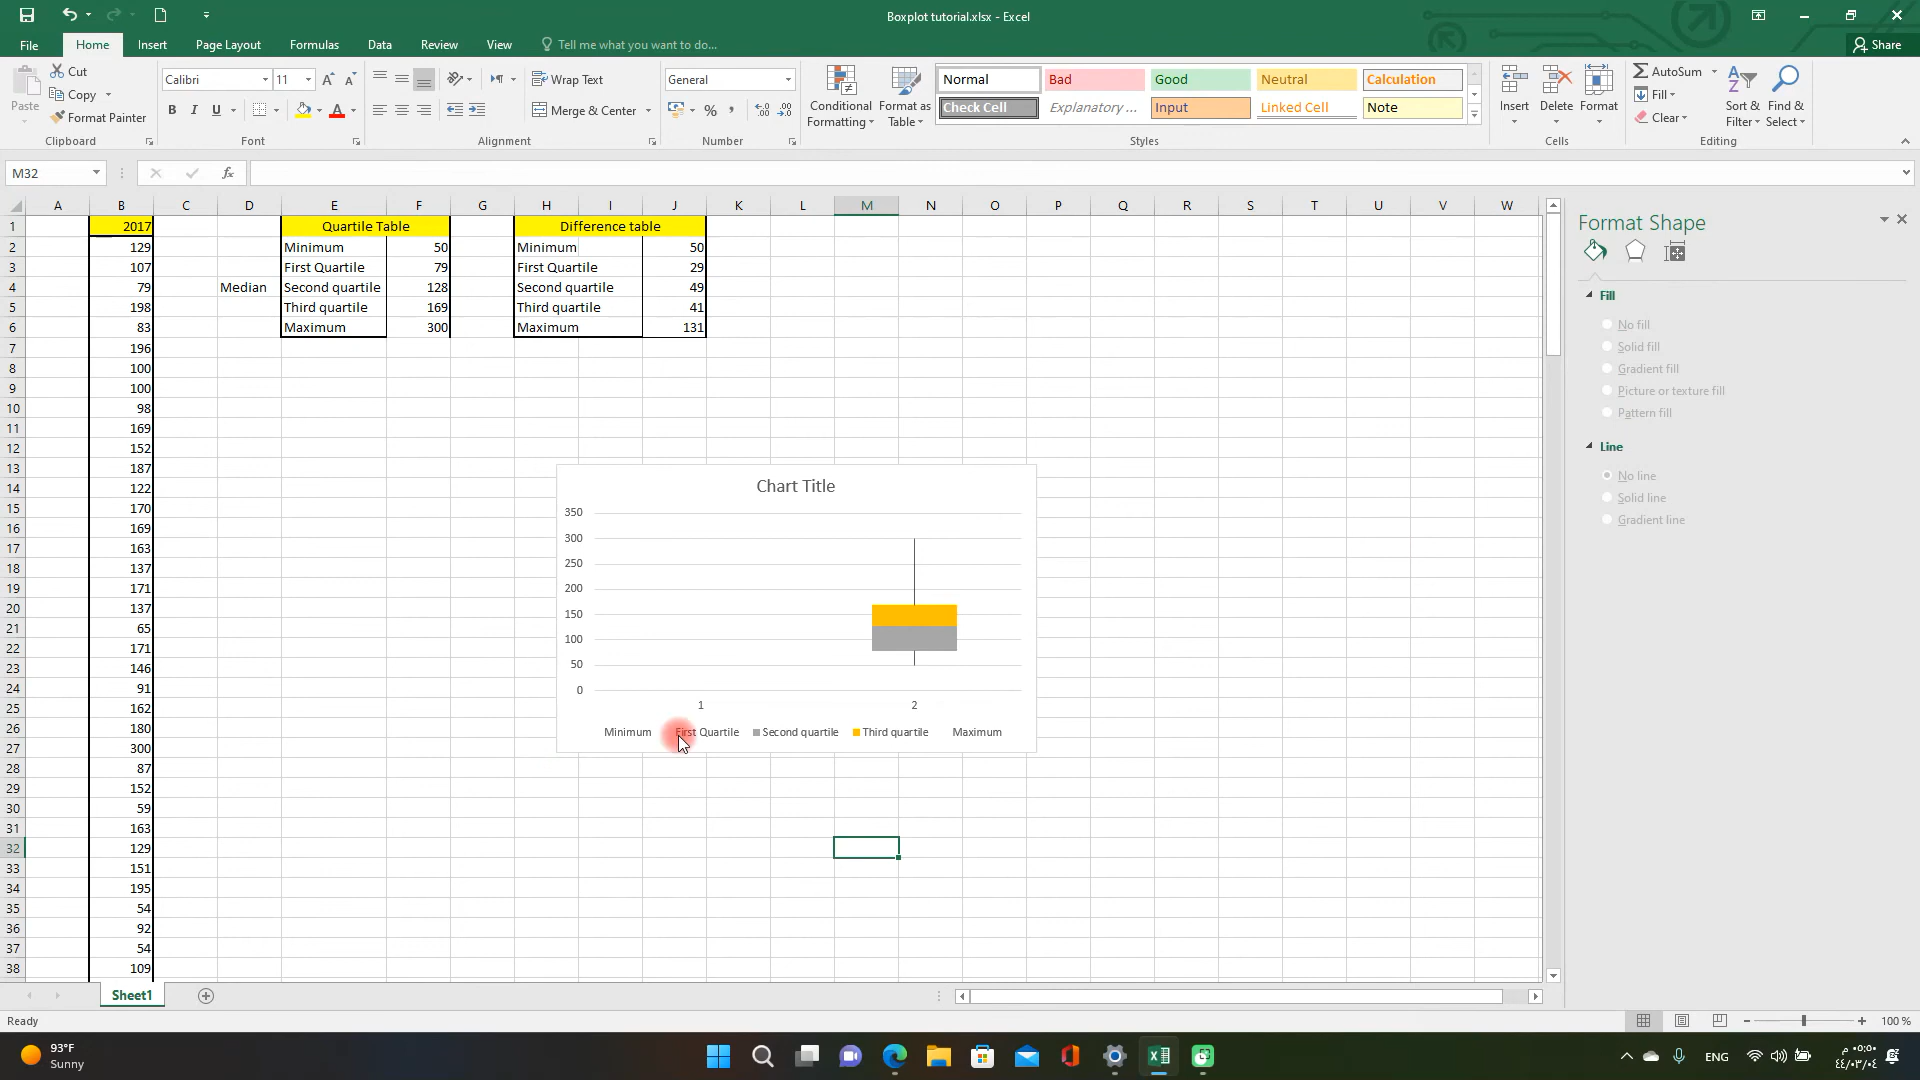 Boxplot tutorial.xlsx - Excel
File Home Insert Page Layout Formulas Data Review View Tell me what you want to do... Share
Paste Cut Copy Format Painter Clipboard
Calibri 11 B I U Font
Wrap Text Merge & Center Alignment
General % Number
Conditional Formatting Format as Table
Normal Bad Good Neutral Calculation
Check Cell Explanatory ... Input Linked Cell Note
Styles
Insert Delete Format Cells
AutoSum Fill Clear Sort & Filter Find & Select Editing
M32 fx
A B C D E F G H I J K L M N O P Q R S T U V W
1 2017 Quartile Table Difference table
2 129 Minimum 50 Minimum 50
3 107 First Quartile 79 First Quartile 29
4 79 Median Second quartile 128 Second quartile 49
5 198 Third quartile 169 Third quartile 41
6 83 Maximum 300 Maximum 131
7 196
8 100
9 100
10 98
11 169
12 152
13 187
14 122
15 170
16 169
17 163
18 137
19 171
20 137
21 65
22 171
23 146
24 91
25 162
26 180
27 300
28 87
29 152
30 59
31 163
32 129
33 151
34 195
35 54
36 92
37 54
38 109
Chart Title
350
300
250
200
150
100
50
0
1 2
Minimum First Quartile Second quartile Third quartile Maximum
Format Shape
Fill
No fill
Solid fill
Gradient fill
Picture or texture fill
Pattern fill
Line
No line
Solid line
Gradient line
Sheet1
Ready 100 %
93°F
Sunny
ENG